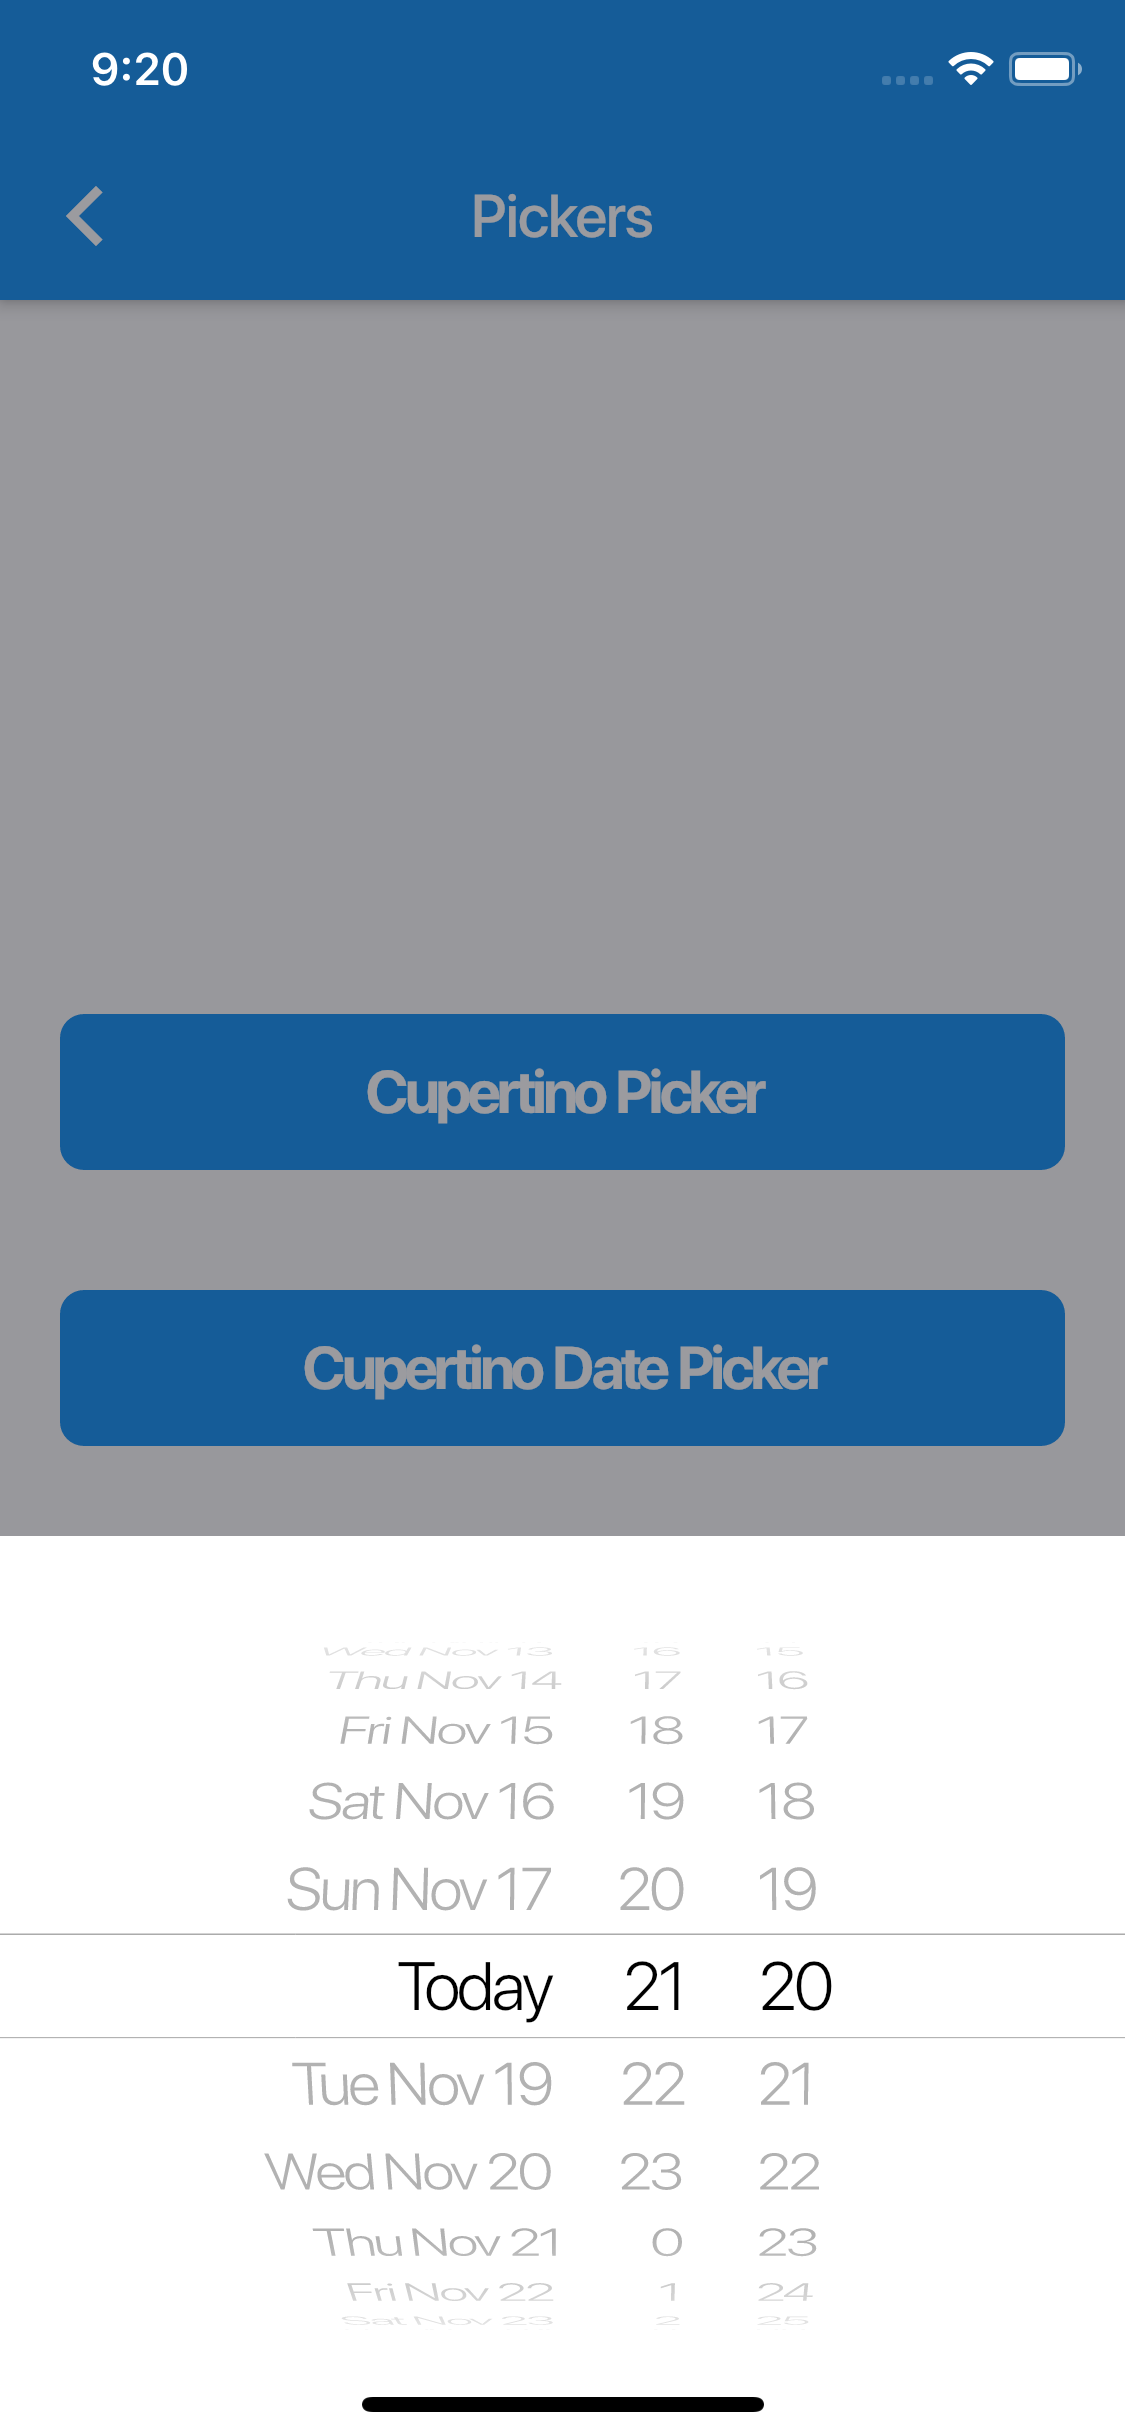 9:20
Pickers
Cupertino Picker
Cupertino Date Picker
Wed Nov 13 16 15
Thu Nov 14 17 16
Fri Nov 15 18 17
Sat Nov 16 19 18
Sun Nov 17 20 19
Today 21 20
Tue Nov 19 22 21
Wed Nov 20 23 22
Thu Nov 21 0 23
Fri Nov 22 1 24
Sat Nov 23 2 25